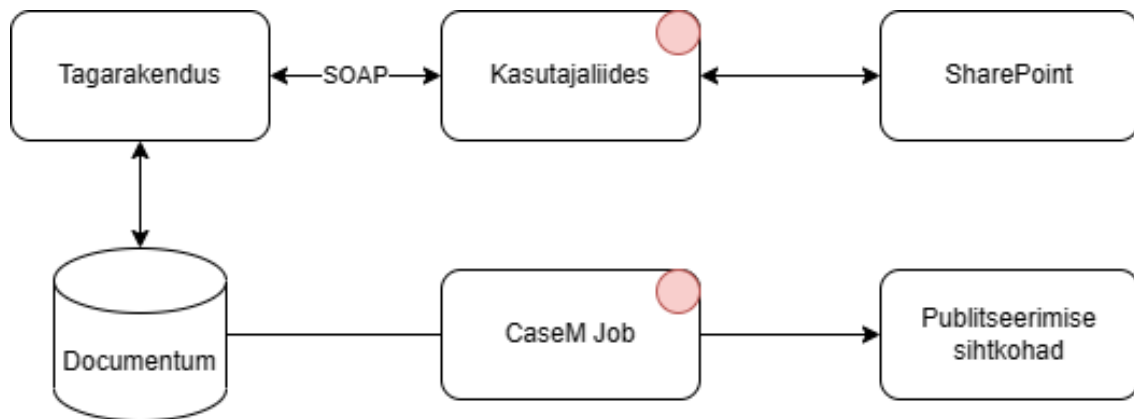 Tagarakendus
SOAP
Kasutajaliides
SharePoint
Documentum
CaseM Job
Publitseerimise
sihtkohad